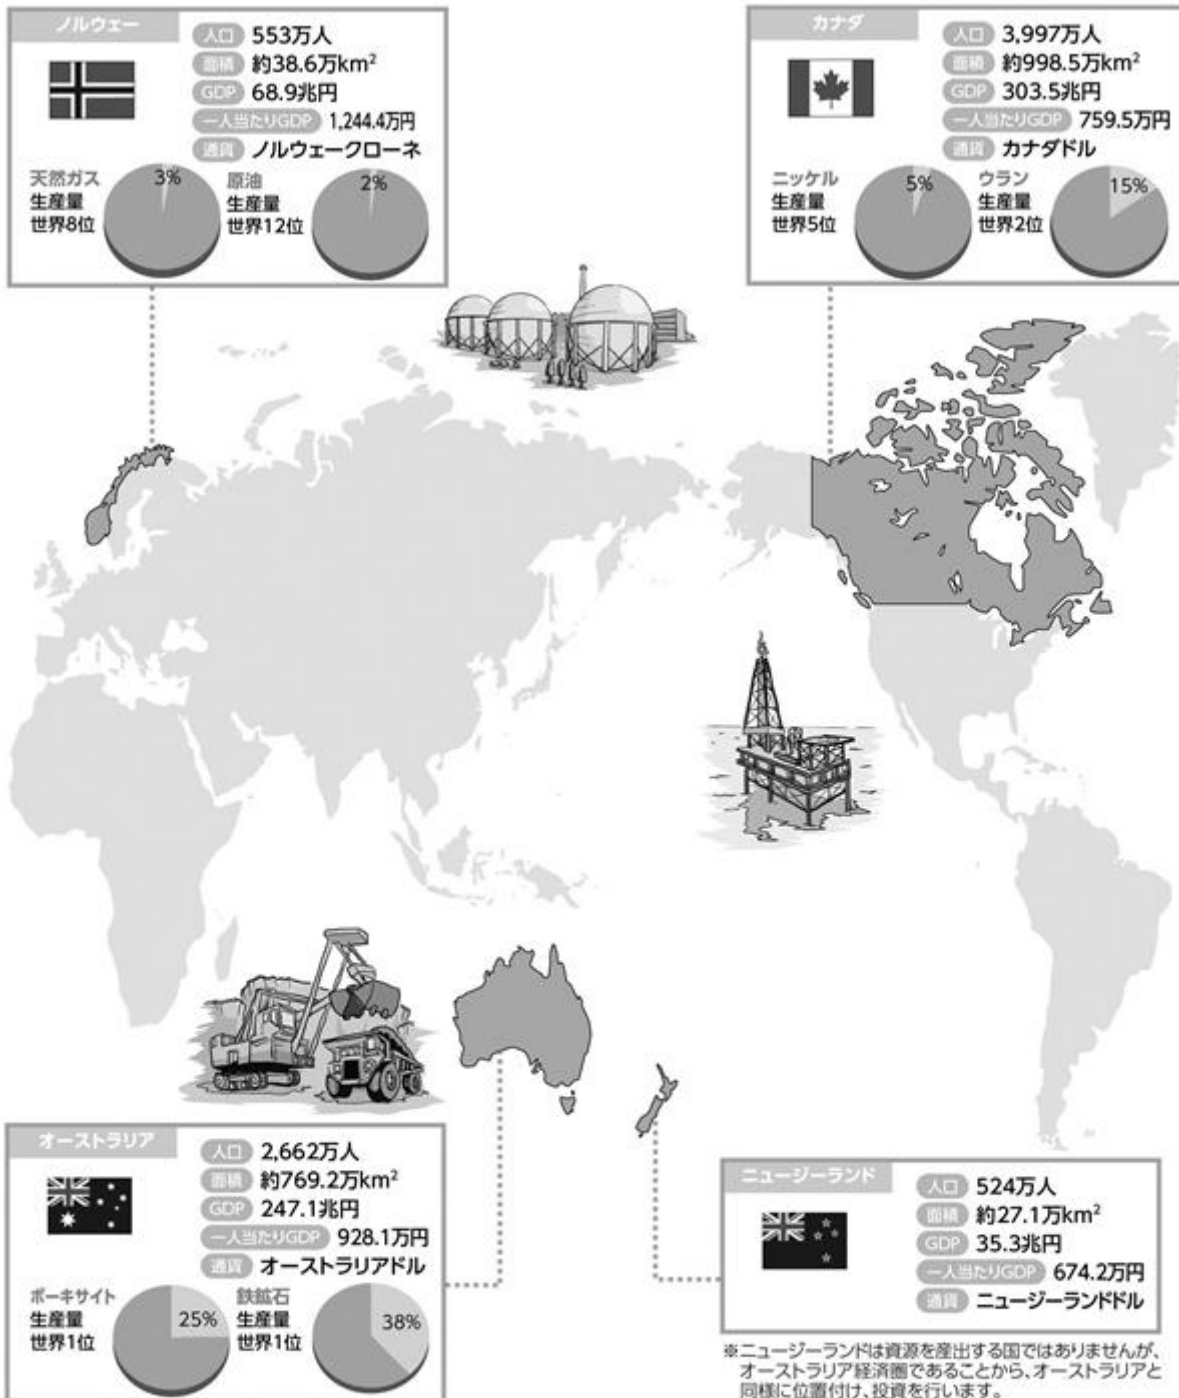 ノルウェー
人口 553万人
面積 約38.6万km²
GDP 68.9兆円
一人当たりGDP 1,244.4万円
通貨 ノルウェークローネ
天然ガス
生産量
世界8位
3%
原油
生産量
世界12位
2%
カナダ
人口 3,997万人
面積 約998.5万km²
GDP 303.5兆円
一人当たりGDP 759.5万円
通貨 カナダドル
ニッケル
生産量
世界5位
5%
ウラン
生産量
世界2位
15%
オーストラリア
人口 2,662万人
面積 約769.2万km²
GDP 247.1兆円
一人当たりGDP 928.1万円
通貨 オーストラリアドル
ボーキサイト
生産量
世界1位
25%
鉄鉱石
生産量
世界1位
38%
ニュージーランド
人口 524万人
面積 約27.1万km²
GDP 35.3兆円
一人当たりGDP 674.2万円
通貨 ニュージーランドドル
※ニュージーランドは資源を産出する国ではありませんが、
オーストラリア経済圏であることから、オーストラリアと
同様に位置付け、投資を行います。